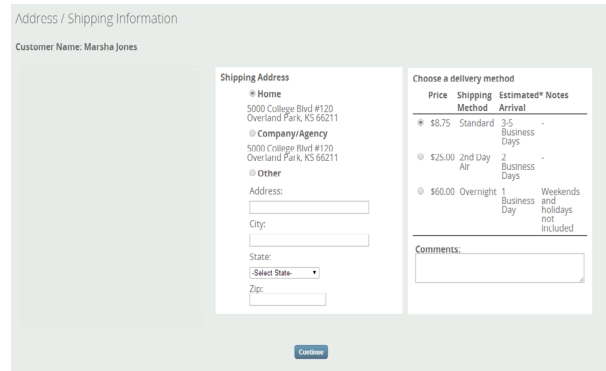 Address / Shipping Information
Customer Name: Marsha Jones
Shipping Address
Home
5000 College Blvd #120
Overland Park, KS 66211
Company/Agency
5000 College Blvd #120
Overland Park, KS 66211
Other
Address:
City:
State:
-Select State-
Zip:
Choose a delivery method
Price Shipping Estimated* Notes
Method Arrival
$8.75 Standard 3-5 -
Business
Days
$25.00 2nd Day 2 -
Air Business
Days
$60.00 Overnight 1 Weekends
Business and
Day holidays
not
included
Comments:
Continue